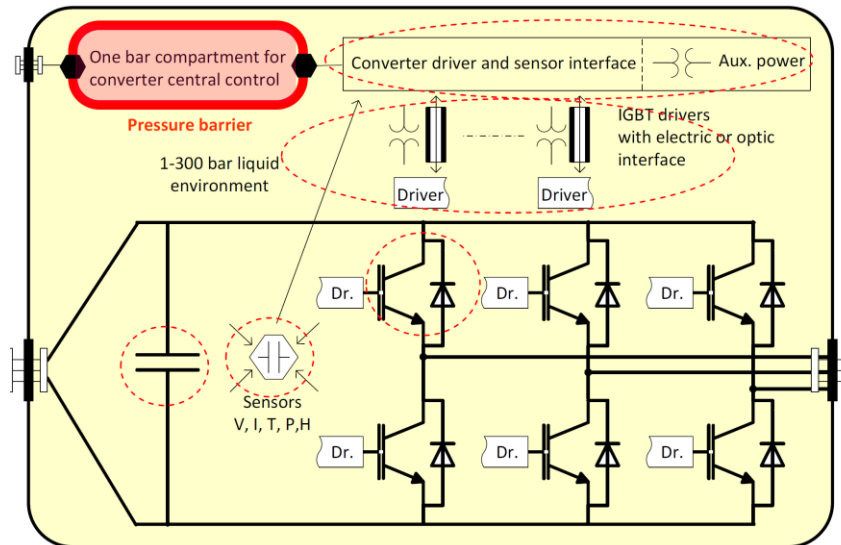 One bar compartment for
converter central control
Converter driver and sensor interface
Aux. power
Pressure barrier
1-300 bar liquid
environment
IGBT drivers
with electric or optic
interface
Driver
Driver
Dr.
Dr.
Dr.
Sensors
V, I, T, P,H
Dr.
Dr.
Dr.